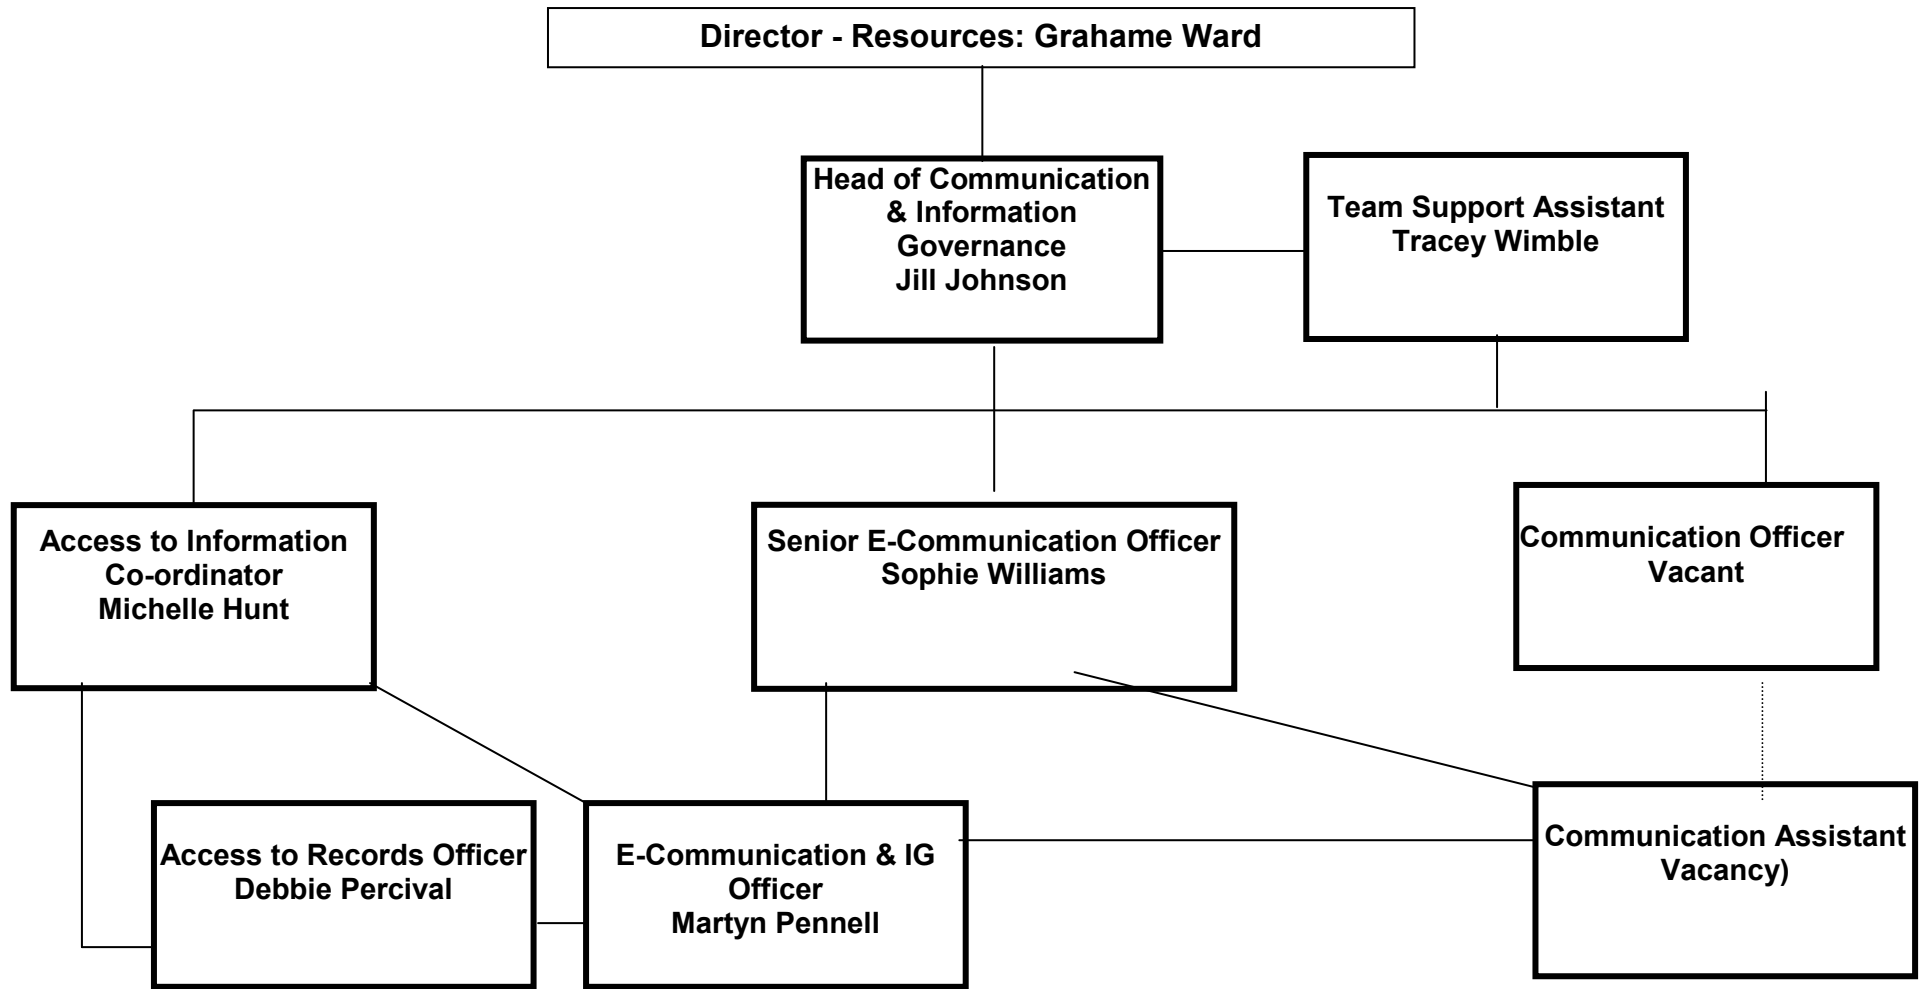 Director - Resources: Grahame Ward
Head of Communication
& Information
Governance
Jill Johnson
Team Support Assistant
Tracey Wimble
Access to Information
Co-ordinator
Michelle Hunt
Senior E-Communication Officer
Sophie Williams
Communication Officer
Vacant
Access to Records Officer
Debbie Percival
E-Communication & IG
Officer
Martyn Pennell
Communication Assistant
Vacancy)